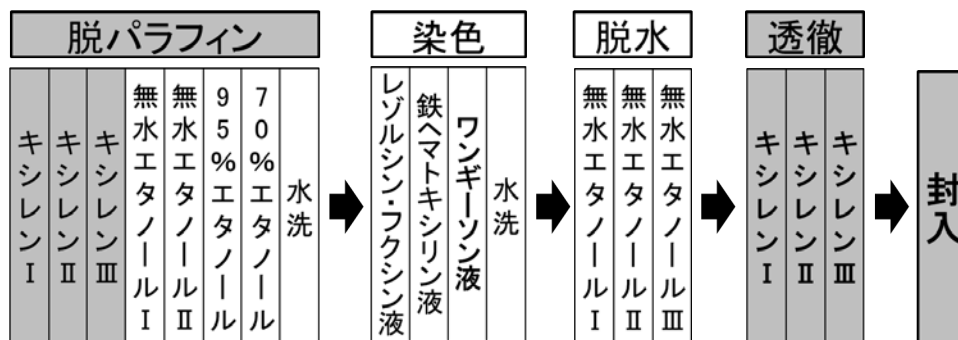 脱パラフィン
キシレンⅠ
キシレンⅡ
キシレンⅢ
無水エタノールⅠ
無水エタノールⅡ
95%エタノール
70%エタノール
水洗
染色
レゾルシン・フクシン液
鉄ヘマトキシリン液
ワンギーソン液
水洗
脱水
無水エタノールⅠ
無水エタノールⅡ
無水エタノールⅢ
透徹
キシレンⅠ
キシレンⅡ
キシレンⅢ
封入